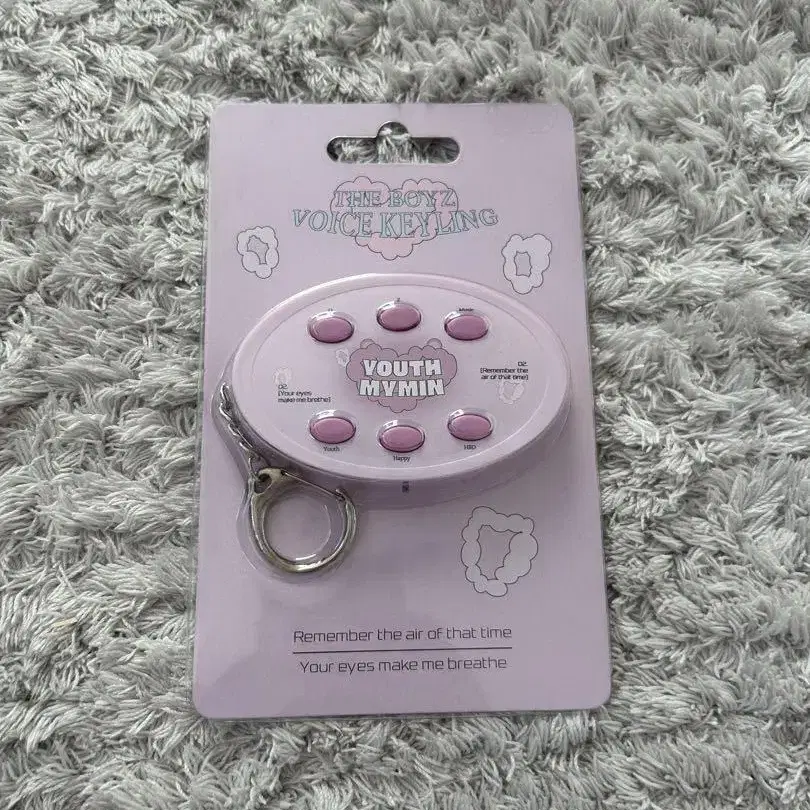 THE BOYZ
VOICE KEYLING
YOUTH
MYMIN
02.
[Your eyes
make me breathe]
02.
[Remember the
air of that time]
Youth
Happy
HBD
Remember the air of that time
Your eyes make me breathe